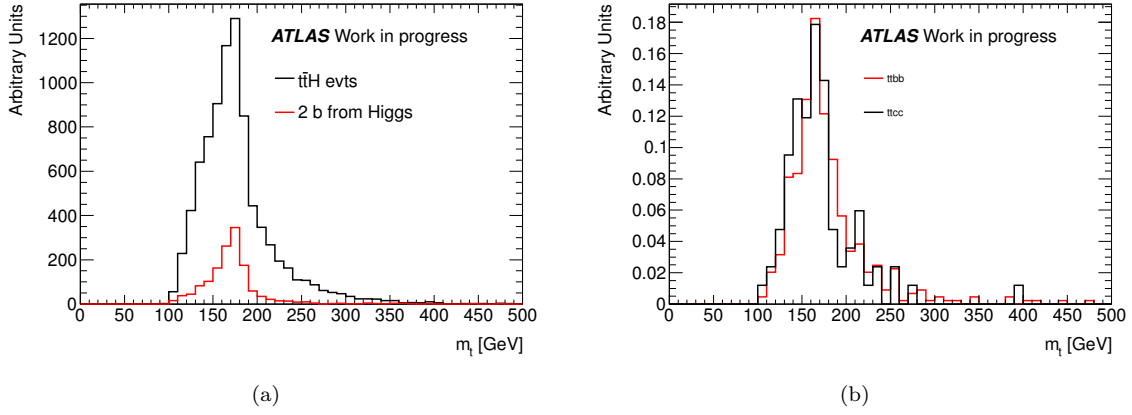 Arbitrary Units
1200
1000
800
600
400
200
0
ATLAS Work in progress
tt̄H evts
2 b from Higgs
0 50 100 150 200 250 300 350 400 450 500
m_t [GeV]
(a)
Arbitrary Units
0.18
0.16
0.14
0.12
0.1
0.08
0.06
0.04
0.02
0
ATLAS Work in progress
ttbb
ttcc
0 50 100 150 200 250 300 350 400 450 500
m_t [GeV]
(b)